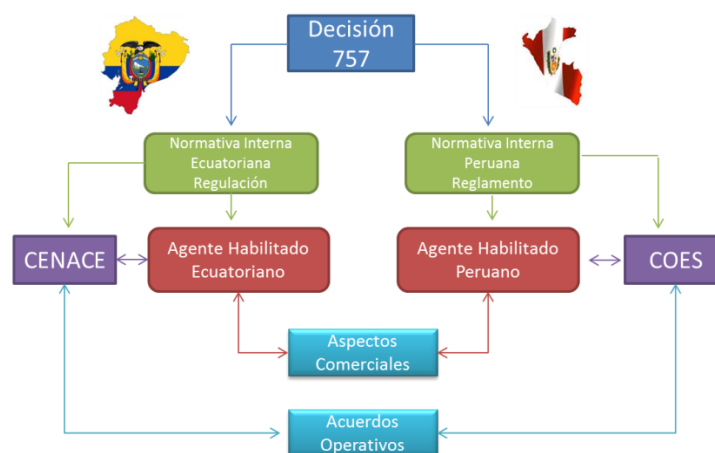 Decisión
757
Normativa Interna
Ecuatoriana
Regulación
Normativa Interna
Peruana
Reglamento
CENACE
Agente Habilitado
Ecuatoriano
Agente Habilitado
Peruano
COES
Aspectos
Comerciales
Acuerdos
Operativos